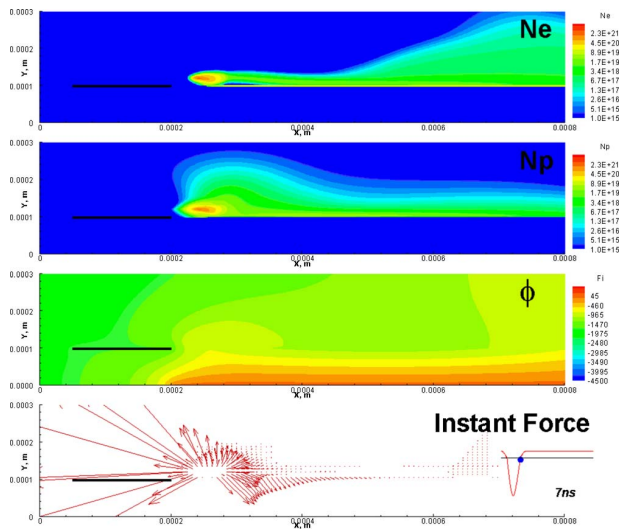 0.0003
0.0002
0.0001
0
Y, m
Ne
Ne
2.3E+21
4.5E+20
8.9E+19
3.4E+18
6.7E+17
1.3E+17
2.6E+16
5.1E+15
1.0E+15
0
0.0002
0.0004
0.0006
0.0008
X, m
0.0003
0.0002
0.0001
0
Y, m
Np
Np
2.3E+21
4.5E+20
8.9E+19
3.4E+18
6.7E+17
1.3E+17
2.6E+16
5.1E+15
1.0E+15
0
0.0002
0.0004
0.0006
0.0008
X, m
0.0003
0.0002
0.0001
0.0000
Y, m
ϕ
Fi
45
-460
-965
-1470
-1975
-2480
-2985
-3490
-3995
-4500
0
0.0002
0.0004
0.0006
0.0008
X, m
0.0003
0.0002
0.0001
0
Y, m
Instant Force
7ns
0
0.0002
0.0004
0.0006
0.0008
X, m